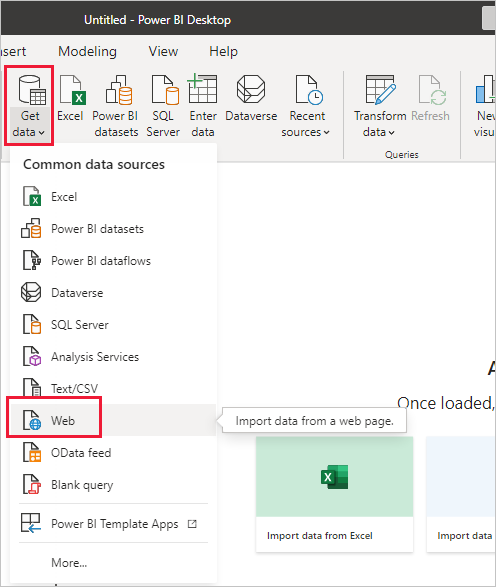 Untitled - Power BI Desktop
nsert Modeling View Help
Get data
Excel
Power BI datasets
SQL Server
Enter data
Dataverse
Recent sources
Transform data
Refresh
New
visu
Queries
Common data sources
Excel
Power BI datasets
Power BI dataflows
Dataverse
SQL Server
Analysis Services
Text/CSV
Web
Import data from a web page.
OData feed
Blank query
Power BI Template Apps
More...
A
Once loaded,
Import data from Excel
Import data